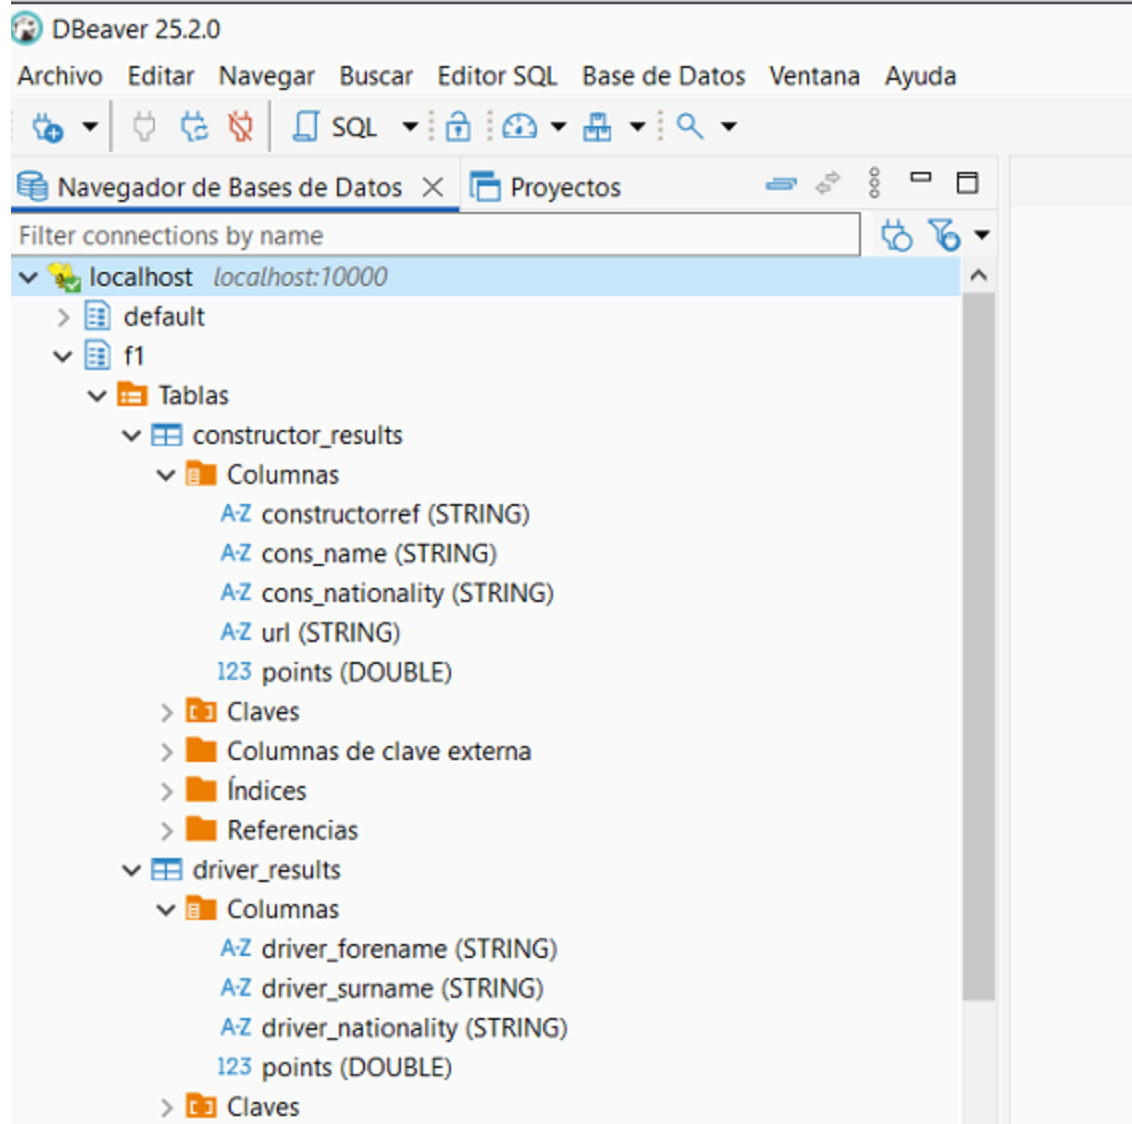 DBeaver 25.2.0
Archivo Editar Navegar Buscar Editor SQL Base de Datos Ventana Ayuda
SQL
Navegador de Bases de Datos Proyectos
Filter connections by name
localhost localhost:10000
default
f1
Tablas
constructor_results
Columnas
A-Z constructorref (STRING)
A-Z cons_name (STRING)
A-Z cons_nationality (STRING)
A-Z url (STRING)
123 points (DOUBLE)
Claves
Columnas de clave externa
Índices
Referencias
driver_results
Columnas
A-Z driver_forename (STRING)
A-Z driver_surname (STRING)
A-Z driver_nationality (STRING)
123 points (DOUBLE)
Claves